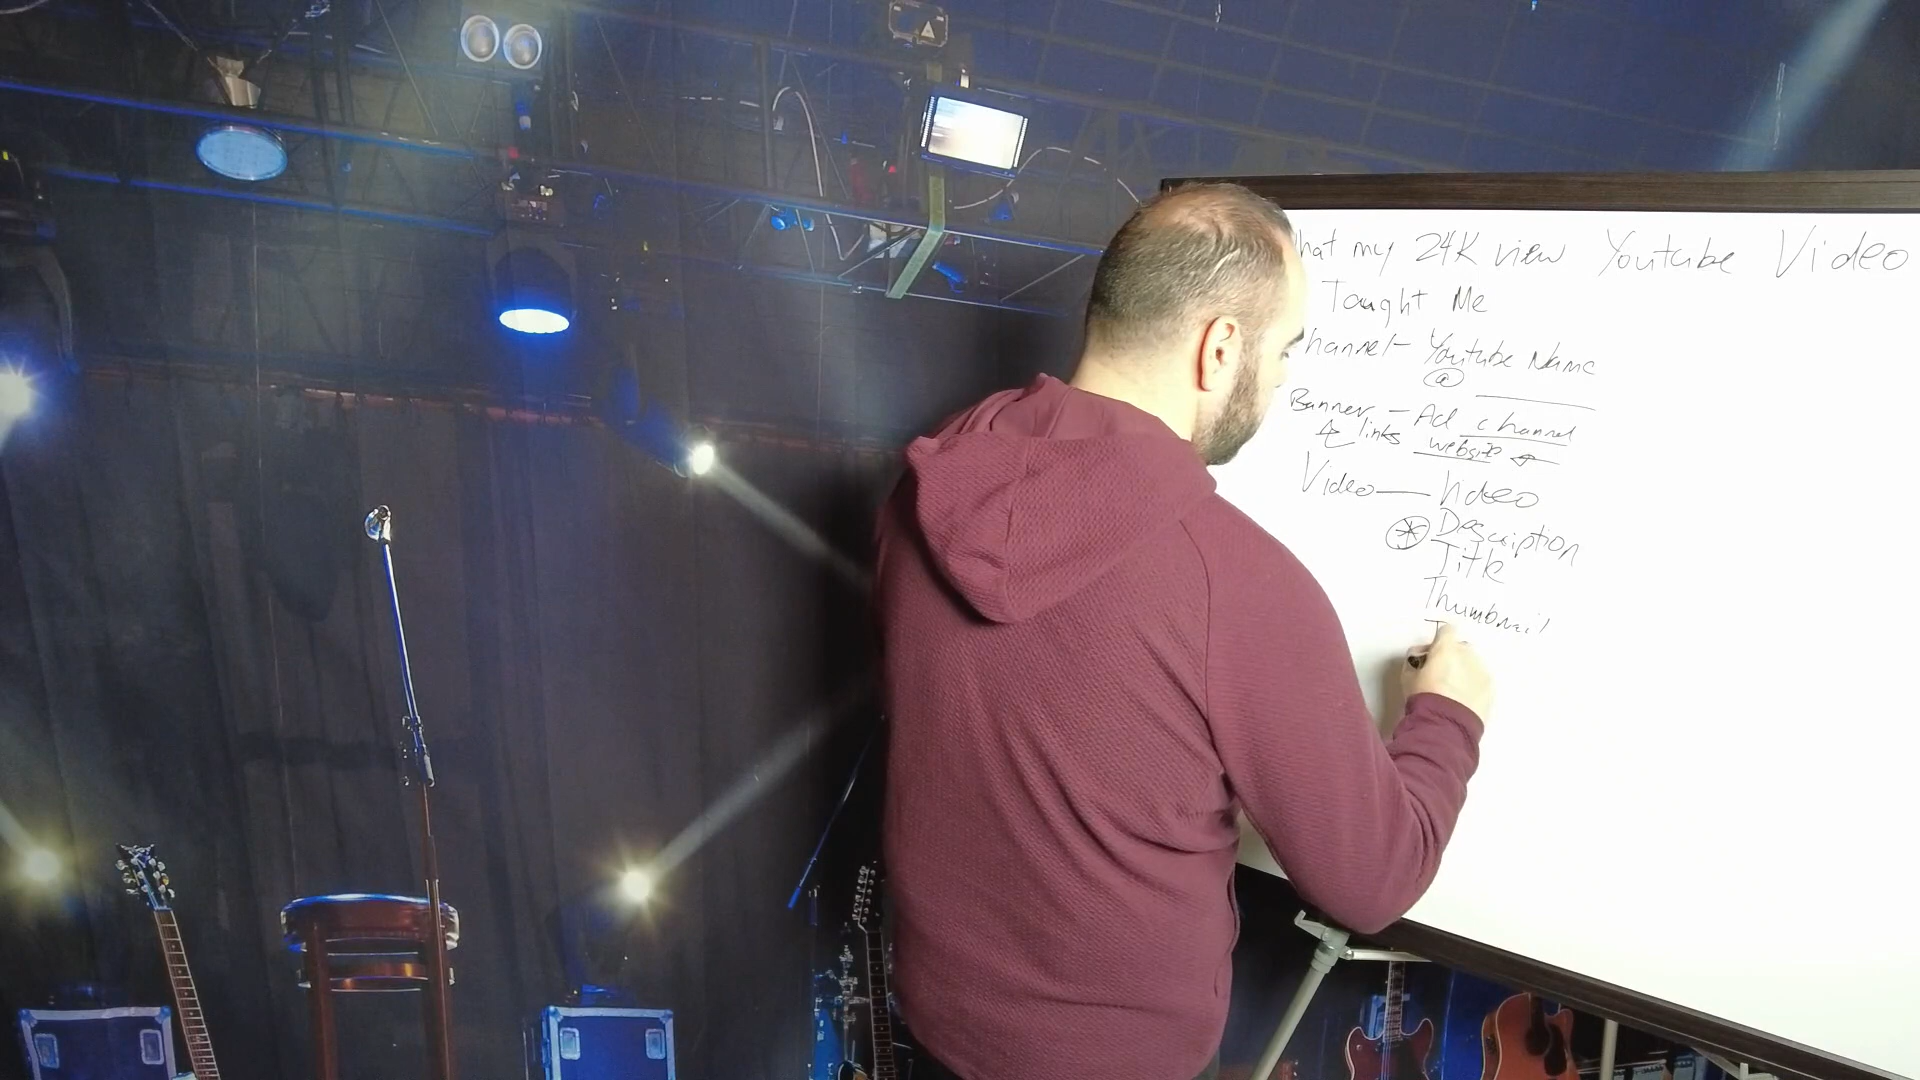 hat my 24K view Youtube Video
Taught Me
hannel- Youtube Name
@
Banner - Ad channel
links website
Video — Video
Description
Title
Thumbnail
T